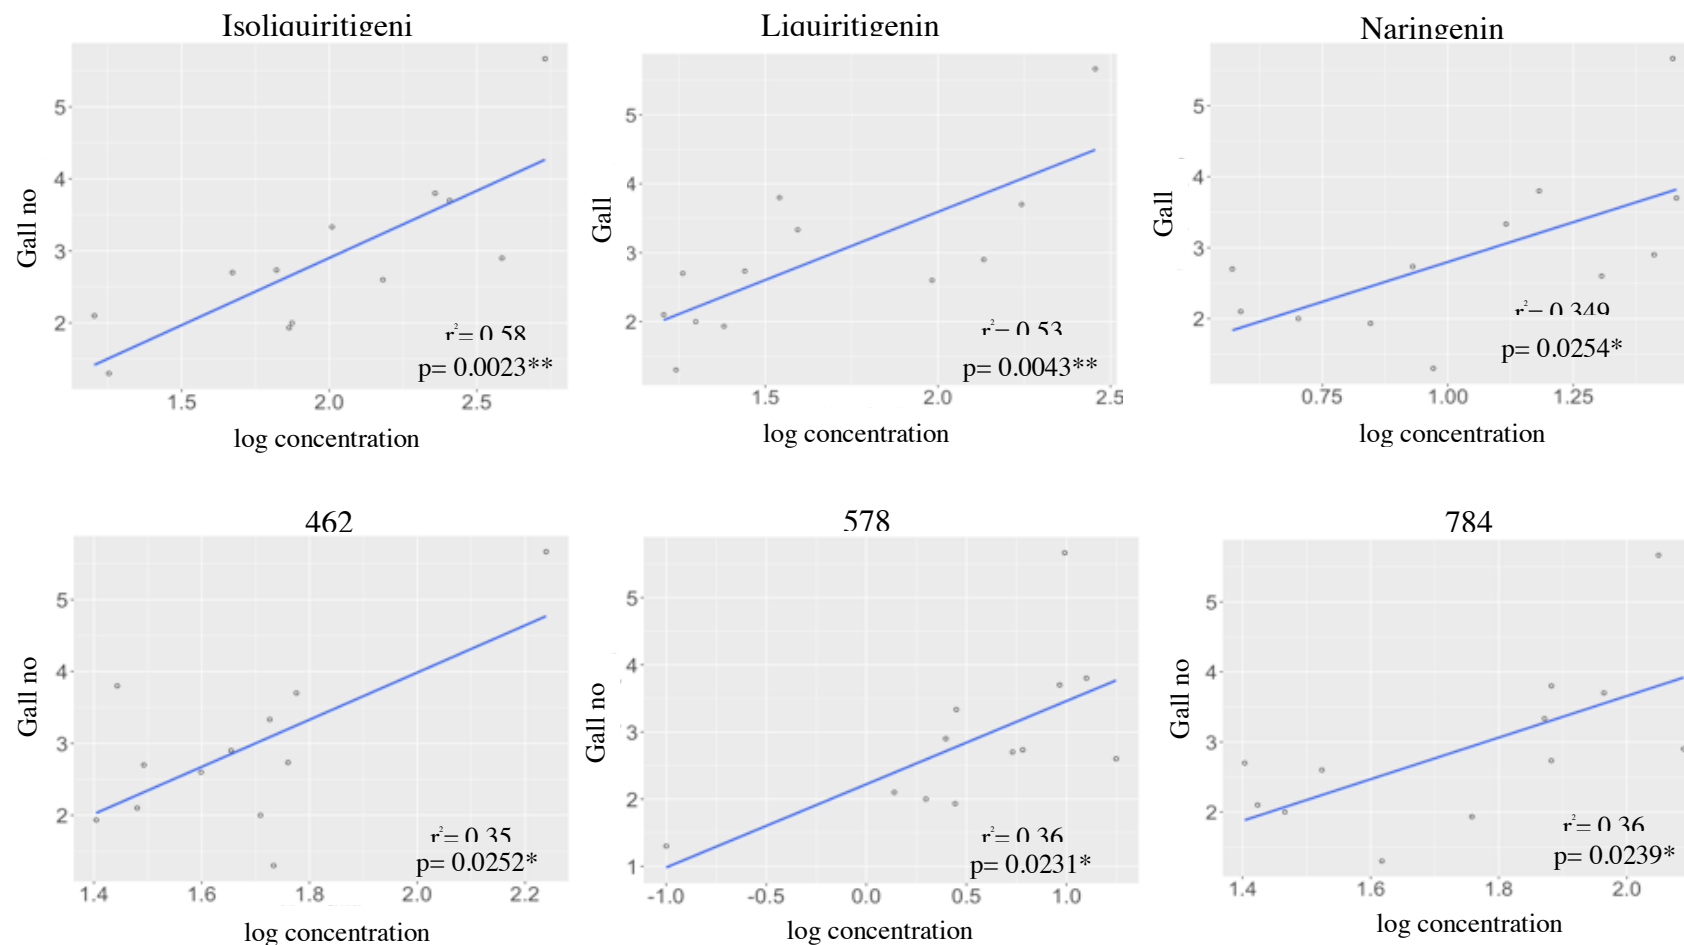 Isoliquiritigeni
Liquiritigenin
Naringenin
Gall no
5
4
3
2
r²= 0.58
p= 0.0023**
1.5 2.0 2.5
log concentration
Gall
5
4
3
2
r²= 0.53
p= 0.0043**
1.5 2.0 2.5
log concentration
Gall
5
4
3
2
r²= 0.349
p= 0.0254*
0.75 1.00 1.25
log concentration
462
578
784
Gall no
5
4
3
2
r²= 0.35
p= 0.0252*
1.4 1.6 1.8 2.0 2.2
log concentration
Gall no
5
4
3
2
1
r²= 0.36
p= 0.0231*
-1.0 -0.5 0.0 0.5 1.0
log concentration
Gall no
5
4
3
2
r²= 0.36
p= 0.0239*
1.4 1.6 1.8 2.0
log concentration